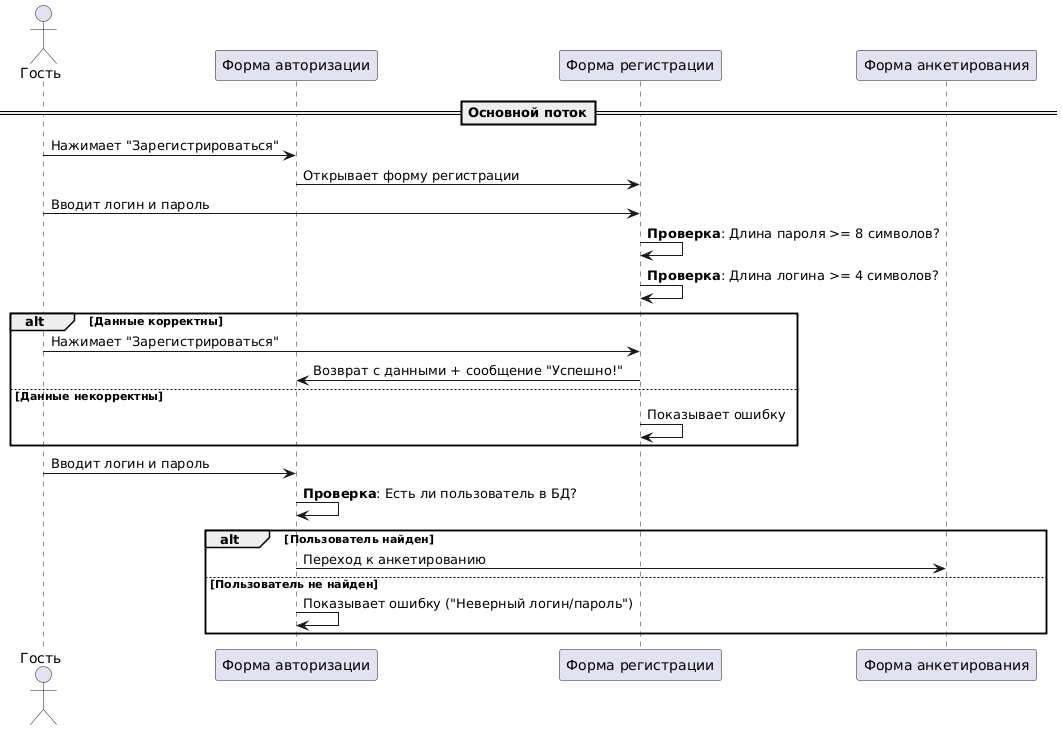 Гость
Форма авторизации
Форма регистрации
Форма анкетирования
Основной поток
Нажимает "Зарегистрироваться"
Открывает форму регистрации
Вводит логин и пароль
Проверка: Длина пароля >= 8 символов?
Проверка: Длина логина >= 4 символов?
alt [Данные корректны]
Нажимает "Зарегистрироваться"
Возврат с данными + сообщение "Успешно!"
[Данные некорректны]
Показывает ошибку
Вводит логин и пароль
Проверка: Есть ли пользователь в БД?
alt [Пользователь найден]
Переход к анкетированию
[Пользователь не найден]
Показывает ошибку ("Неверный логин/пароль")
Гость
Форма авторизации
Форма регистрации
Форма анкетирования